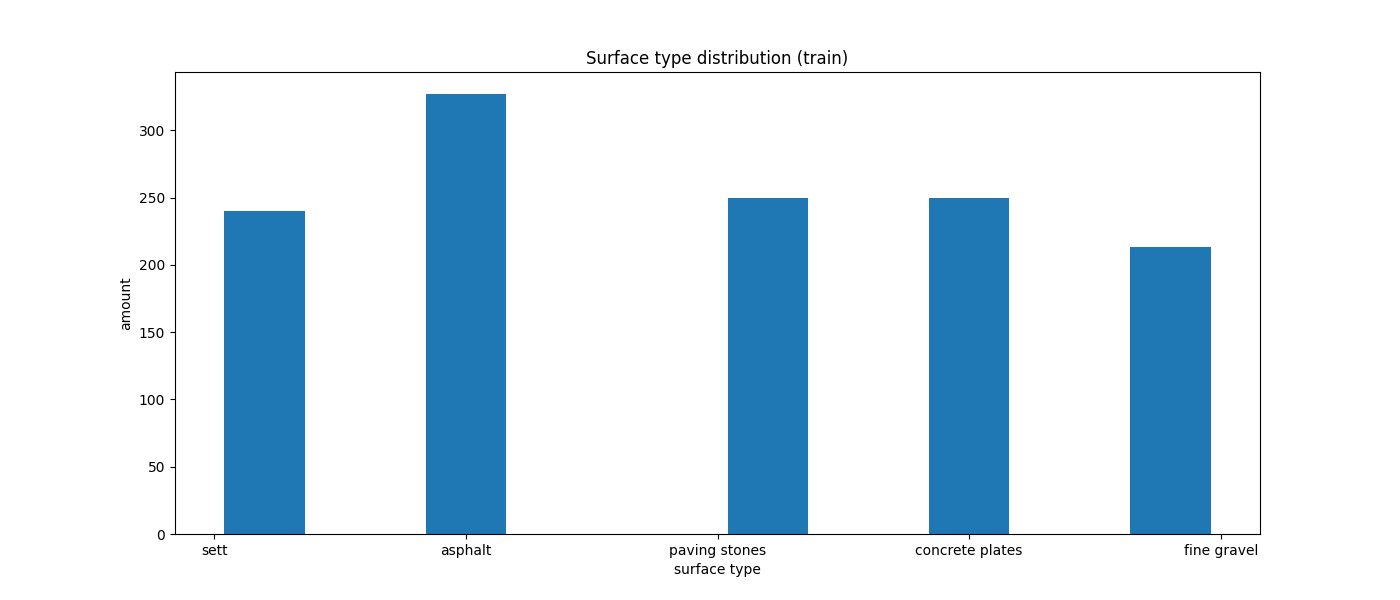 Surface type distribution (train)
300
250
200
150
100
50
0
amount
sett asphalt paving stones concrete plates fine gravel
surface type